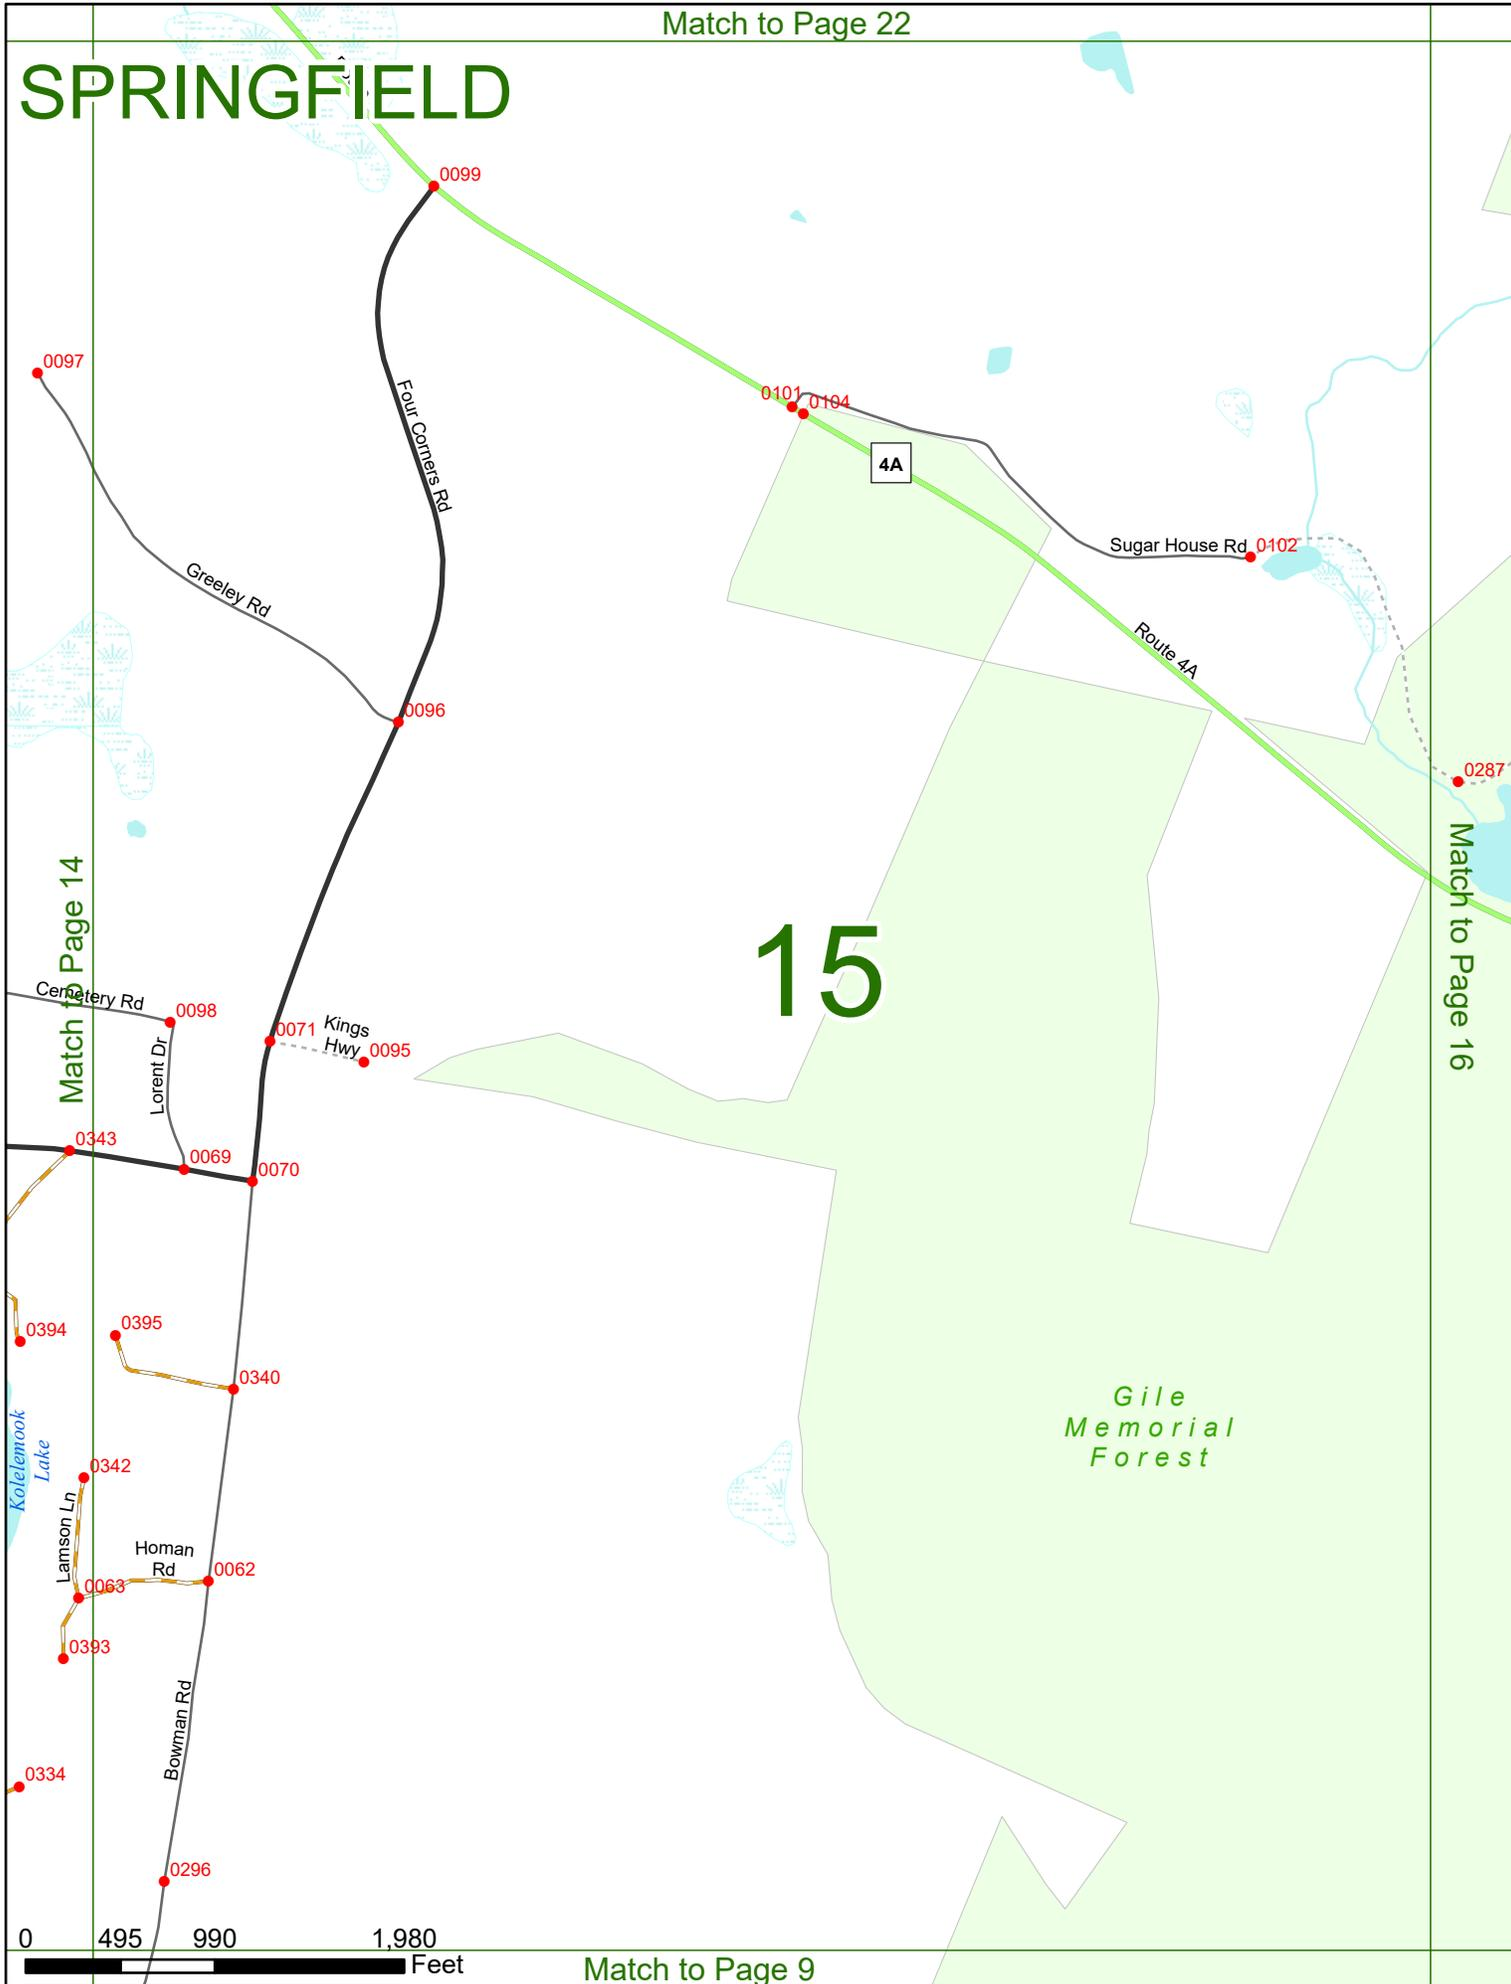 Match to Page 22
SPRINGFIELD
0099
0097
Four Corners Rd
0101
0104
4A
Sugar House Rd
0102
Greeley Rd
Route 4A
0096
0287
Match to Page 14
Match to Page 16
15
Cemetery Rd
0098
0071
Kings
Hwy
0095
Lorent Dr
0343
0069
0070
0394
0395
0340
Gile
Memorial
Forest
Kolelemook
Lake
0342
Lamson Ln
Homan
Rd
0062
0063
0393
Bowman Rd
0334
0296
0 495 990 1,980
Feet
Match to Page 9